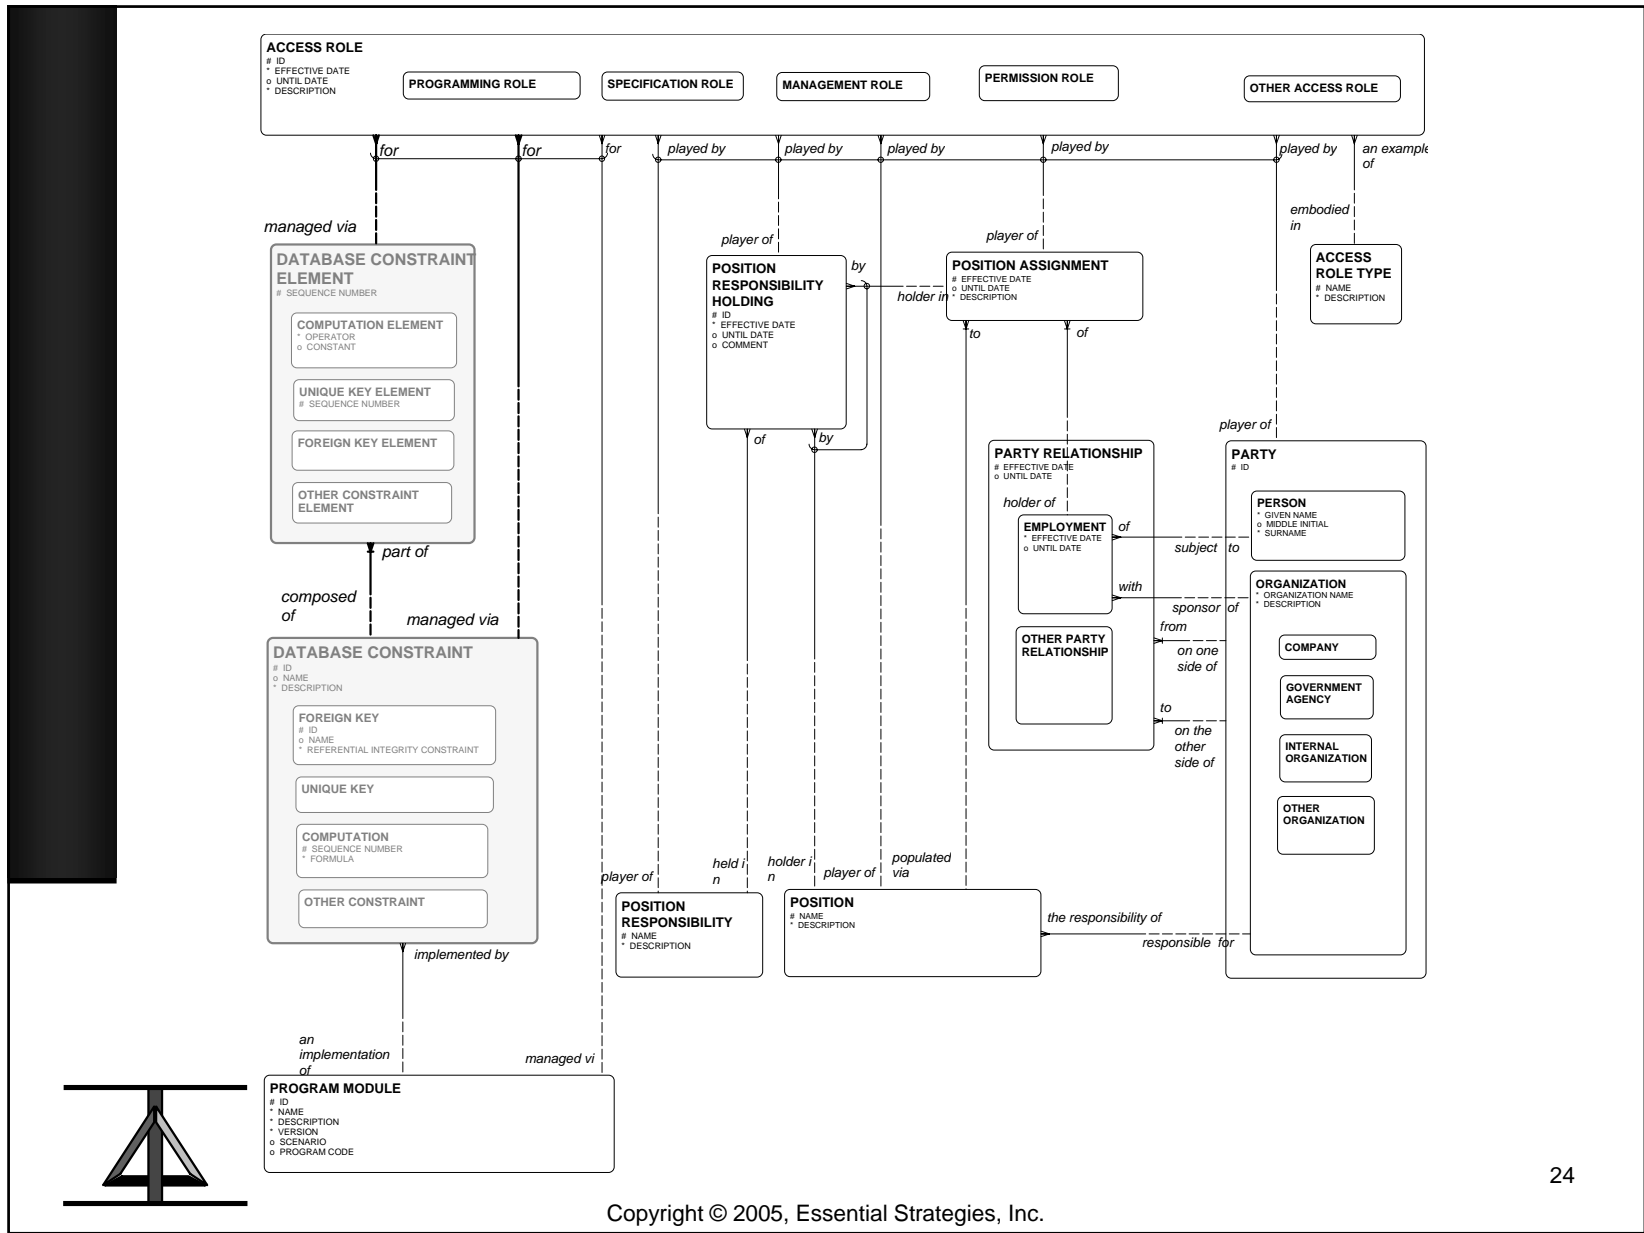 ACCESS ROLE
# ID
* EFFECTIVE DATE
o UNTIL DATE
* DESCRIPTION
PROGRAMMING ROLE
SPECIFICATION ROLE
MANAGEMENT ROLE
PERMISSION ROLE
OTHER ACCESS ROLE
for
for
for
played by
played by
played by
played by
played by
an example
of
managed via
player of
player of
embodied
in
DATABASE CONSTRAINT
ELEMENT
# SEQUENCE NUMBER
COMPUTATION ELEMENT
* OPERATOR
o CONSTANT
UNIQUE KEY ELEMENT
# SEQUENCE NUMBER
FOREIGN KEY ELEMENT
OTHER CONSTRAINT
ELEMENT
POSITION
RESPONSIBILITY
HOLDING
# ID
* EFFECTIVE DATE
o UNTIL DATE
o COMMENT
by
holder in
POSITION ASSIGNMENT
# EFFECTIVE DATE
o UNTIL DATE
* DESCRIPTION
to
of
ACCESS
ROLE TYPE
# NAME
* DESCRIPTION
of
by
player of
PARTY RELATIONSHIP
# EFFECTIVE DATE
o UNTIL DATE
holder of
EMPLOYMENT
* EFFECTIVE DATE
o UNTIL DATE
of
subject to
with
sponsor of
OTHER PARTY
RELATIONSHIP
from
on one
side of
to
on the
other
side of
PARTY
# ID
PERSON
* GIVEN NAME
o MIDDLE INITIAL
* SURNAME
ORGANIZATION
* ORGANIZATION NAME
* DESCRIPTION
COMPANY
GOVERNMENT
AGENCY
INTERNAL
ORGANIZATION
OTHER
ORGANIZATION
part of
composed
of
managed via
DATABASE CONSTRAINT
# ID
o NAME
* DESCRIPTION
FOREIGN KEY
# ID
o NAME
* REFERENTIAL INTEGRITY CONSTRAINT
UNIQUE KEY
COMPUTATION
# SEQUENCE NUMBER
* FORMULA
OTHER CONSTRAINT
implemented by
player of
held i
n
holder i
n
player of
populated
via
POSITION
RESPONSIBILITY
# NAME
* DESCRIPTION
POSITION
# NAME
* DESCRIPTION
the responsibility of
responsible for
an
implementation
of
managed vi
PROGRAM MODULE
# ID
* NAME
* DESCRIPTION
* VERSION
o SCENARIO
o PROGRAM CODE
24
Copyright © 2005, Essential Strategies, Inc.